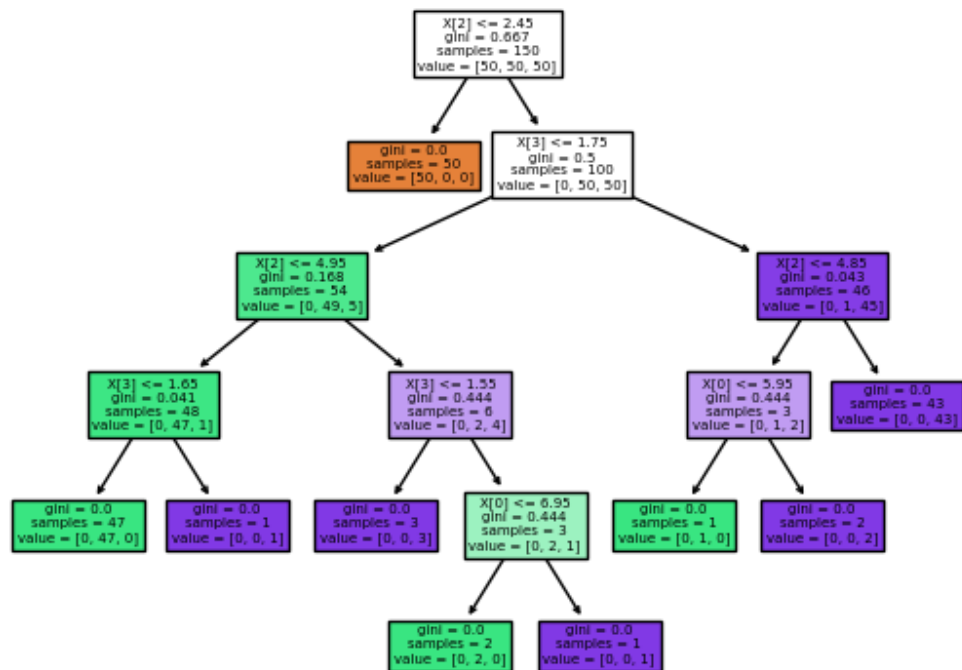 X[2] <= 2.45
gini = 0.667
samples = 150
value = [50, 50, 50]
gini = 0.0
samples = 50
value = [50, 0, 0]
X[3] <= 1.75
gini = 0.5
samples = 100
value = [0, 50, 50]
X[2] <= 4.95
gini = 0.168
samples = 54
value = [0, 49, 5]
X[2] <= 4.85
gini = 0.043
samples = 46
value = [0, 1, 45]
X[3] <= 1.65
gini = 0.041
samples = 48
value = [0, 47, 1]
X[3] <= 1.55
gini = 0.444
samples = 6
value = [0, 2, 4]
X[0] <= 5.95
gini = 0.444
samples = 3
value = [0, 1, 2]
gini = 0.0
samples = 43
value = [0, 0, 43]
gini = 0.0
samples = 47
value = [0, 47, 0]
gini = 0.0
samples = 1
value = [0, 0, 1]
gini = 0.0
samples = 3
value = [0, 0, 3]
X[0] <= 6.95
gini = 0.444
samples = 3
value = [0, 2, 1]
gini = 0.0
samples = 1
value = [0, 1, 0]
gini = 0.0
samples = 2
value = [0, 0, 2]
gini = 0.0
samples = 2
value = [0, 2, 0]
gini = 0.0
samples = 1
value = [0, 0, 1]